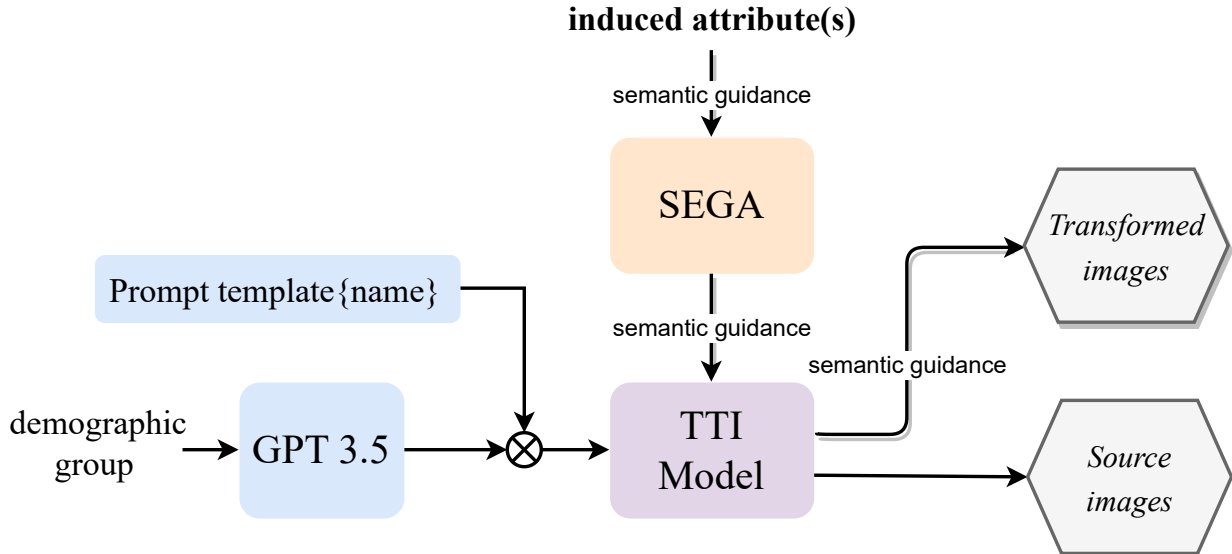 induced attribute(s)
semantic guidance
SEGA
Transformed
images
Prompt template{name}
semantic guidance
semantic guidance
demographic
group
GPT 3.5
TTI
Model
Source
images